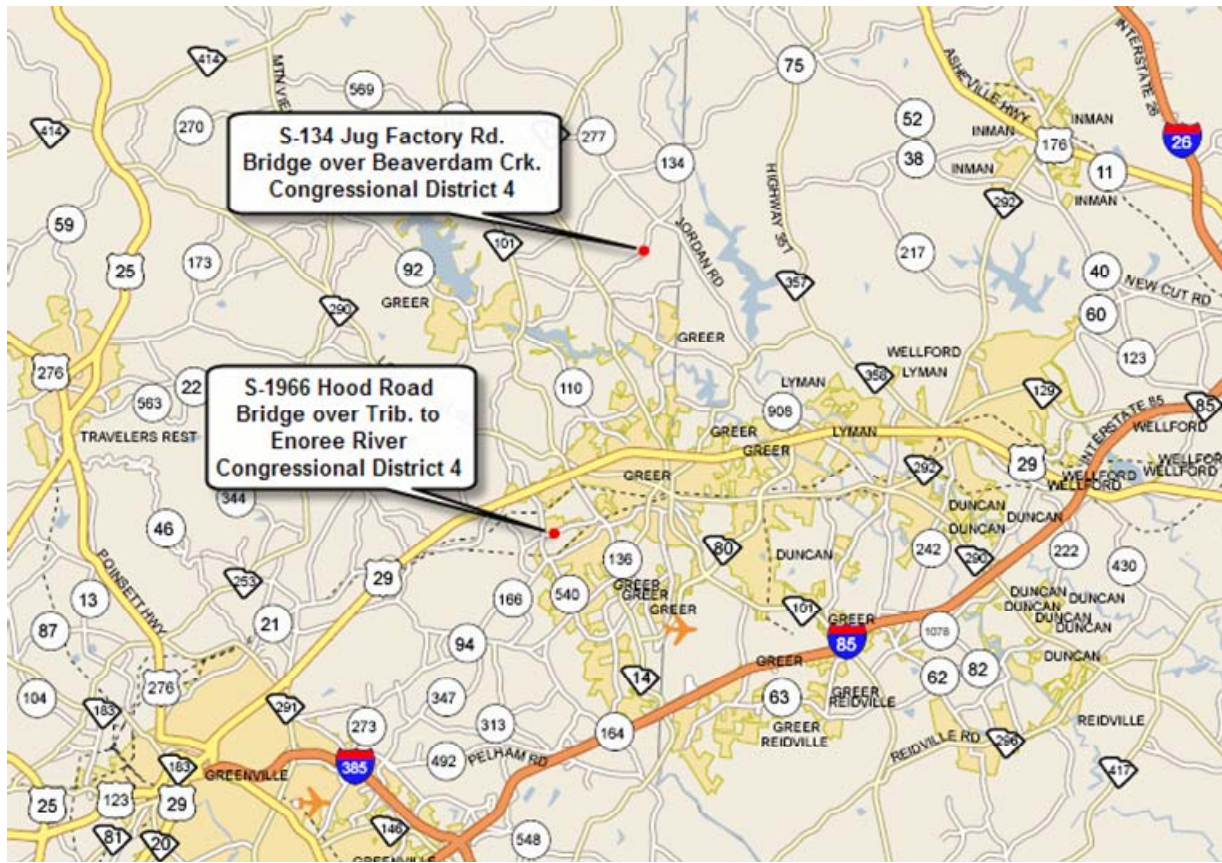 414
MTN VIE
569
75
INTERSTATE 26
ASHEVILLE HWY
414
270
277
52
INMAN
S-134 Jug Factory Rd.
Bridge over Beaverdam Crk.
Congressional District 4
134
38
176
26
INMAN
11
INMAN
292
59
HIGHWAY 357
101
JORDAN RD
217
25
173
92
40
357
NEW CUT RD
290
GREER
60
GREER
WELLFORD
123
276
358
WELLFORD
22
S-1966 Hood Road
Bridge over Trib. to
Enoree River
Congressional District 4
110
LYMAN
129
563
908
85
INTERSTATE 85
WELLFORD
TRAVELERS REST
GREER
LYMAN
GREER
WELLFORD
29
292
GREER
WELLFORD
WELLFORD
WELLFORD
344
DUNCAN
DUNCAN
DUNCAN
46
POINSETT HWY
80
242
222
136
DUNCAN
290
430
29
253
GREER
GREER
DUNCAN
DUNCAN
DUNCAN
13
166
540
GREER
101
DUNCAN
DUNCAN
21
GREER
87
94
85
1078
14
GREER
DUNCAN
276
82
62
104
347
63
GREER
REIDVILLE
183
291
273
313
GREER
REIDVILLE
REIDVILLE
164
REIDVILLE RD
296
PELHAM RD
492
183
385
417
GREENVILLE
25
123
29
146
548
81
20
GREENVILLE